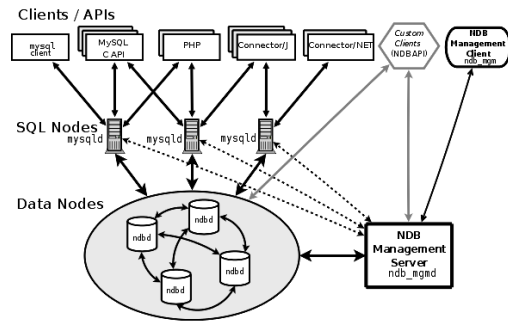 Clients / APIs
mysql
client
MySQL
C API
PHP
Connector/J
Connector/NET
Custom
Clients
(NDBAPI)
NDB
Management
Client
ndb_mgm
SQL Nodes
mysqld
mysqld
mysqld
Data Nodes
ndbd
ndbd
ndbd
ndbd
NDB
Management
Server
ndb_mgmd